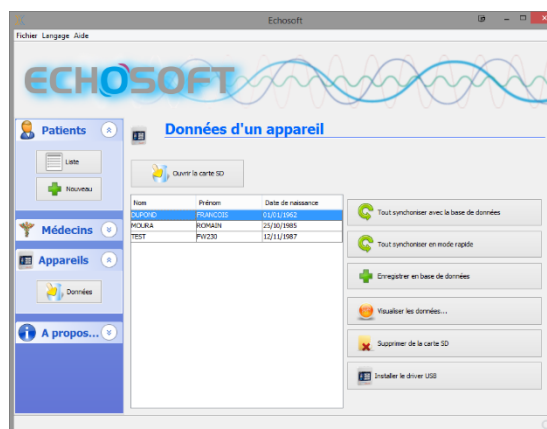 Echosoft
Fichier Langage Aide
ECHOSOFT
Patients
Liste
Nouveau
Médecins
Appareils
Données
A propos...
Données d'un appareil
Ouvrir la carte SD
Nom Prénom Date de naissance
DUPOND FRANCOIS 01/01/1962
MOURA ROMAIN 25/10/1985
TEST FW230 12/11/1987
Tout synchoniser avec la base de données
Tout synchoniser en mode rapide
Enregistrer en base de données
Visualiser les données...
Supprimer de la carte SD
Installer le driver USB